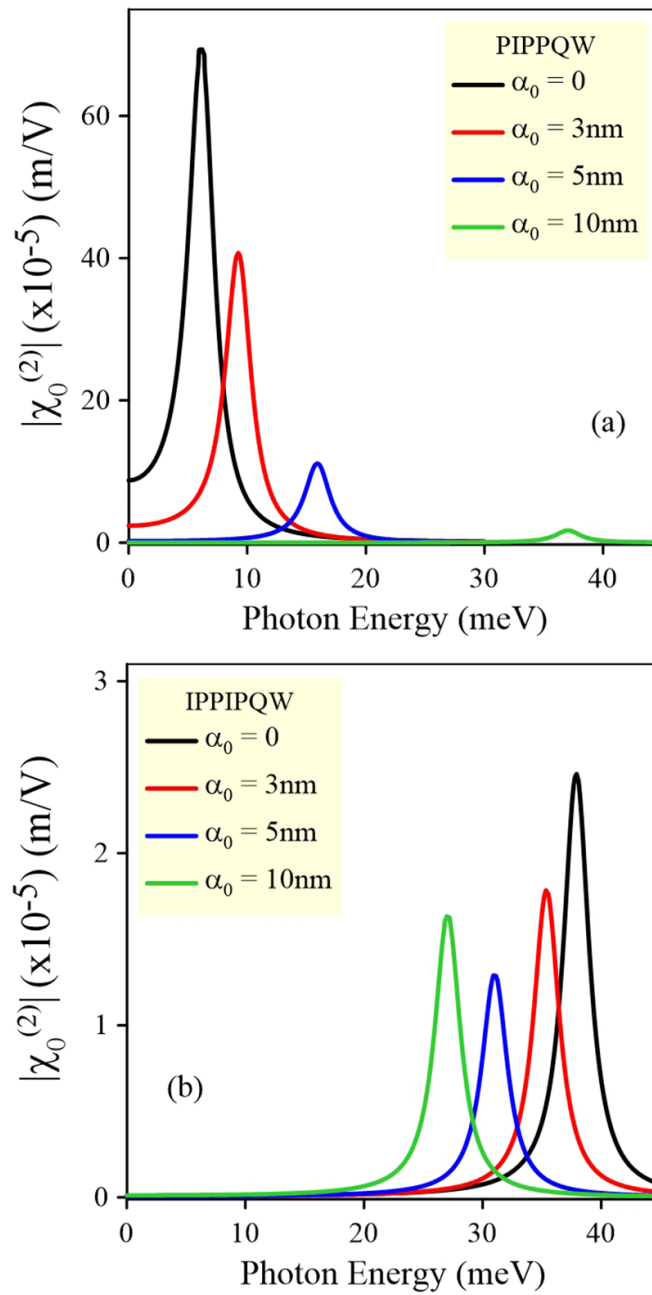 PIPPQW
α₀ = 0
α₀ = 3nm
α₀ = 5nm
α₀ = 10nm
|χ₀⁽²⁾| (x10⁻⁵) (m/V)
60
40
20
0
(a)
0 10 20 30 40
Photon Energy (meV)
IPPIPQW
α₀ = 0
α₀ = 3nm
α₀ = 5nm
α₀ = 10nm
|χ₀⁽²⁾| (x10⁻⁵) (m/V)
3
2
1
0
(b)
0 20 30 40
Photon Energy (meV)